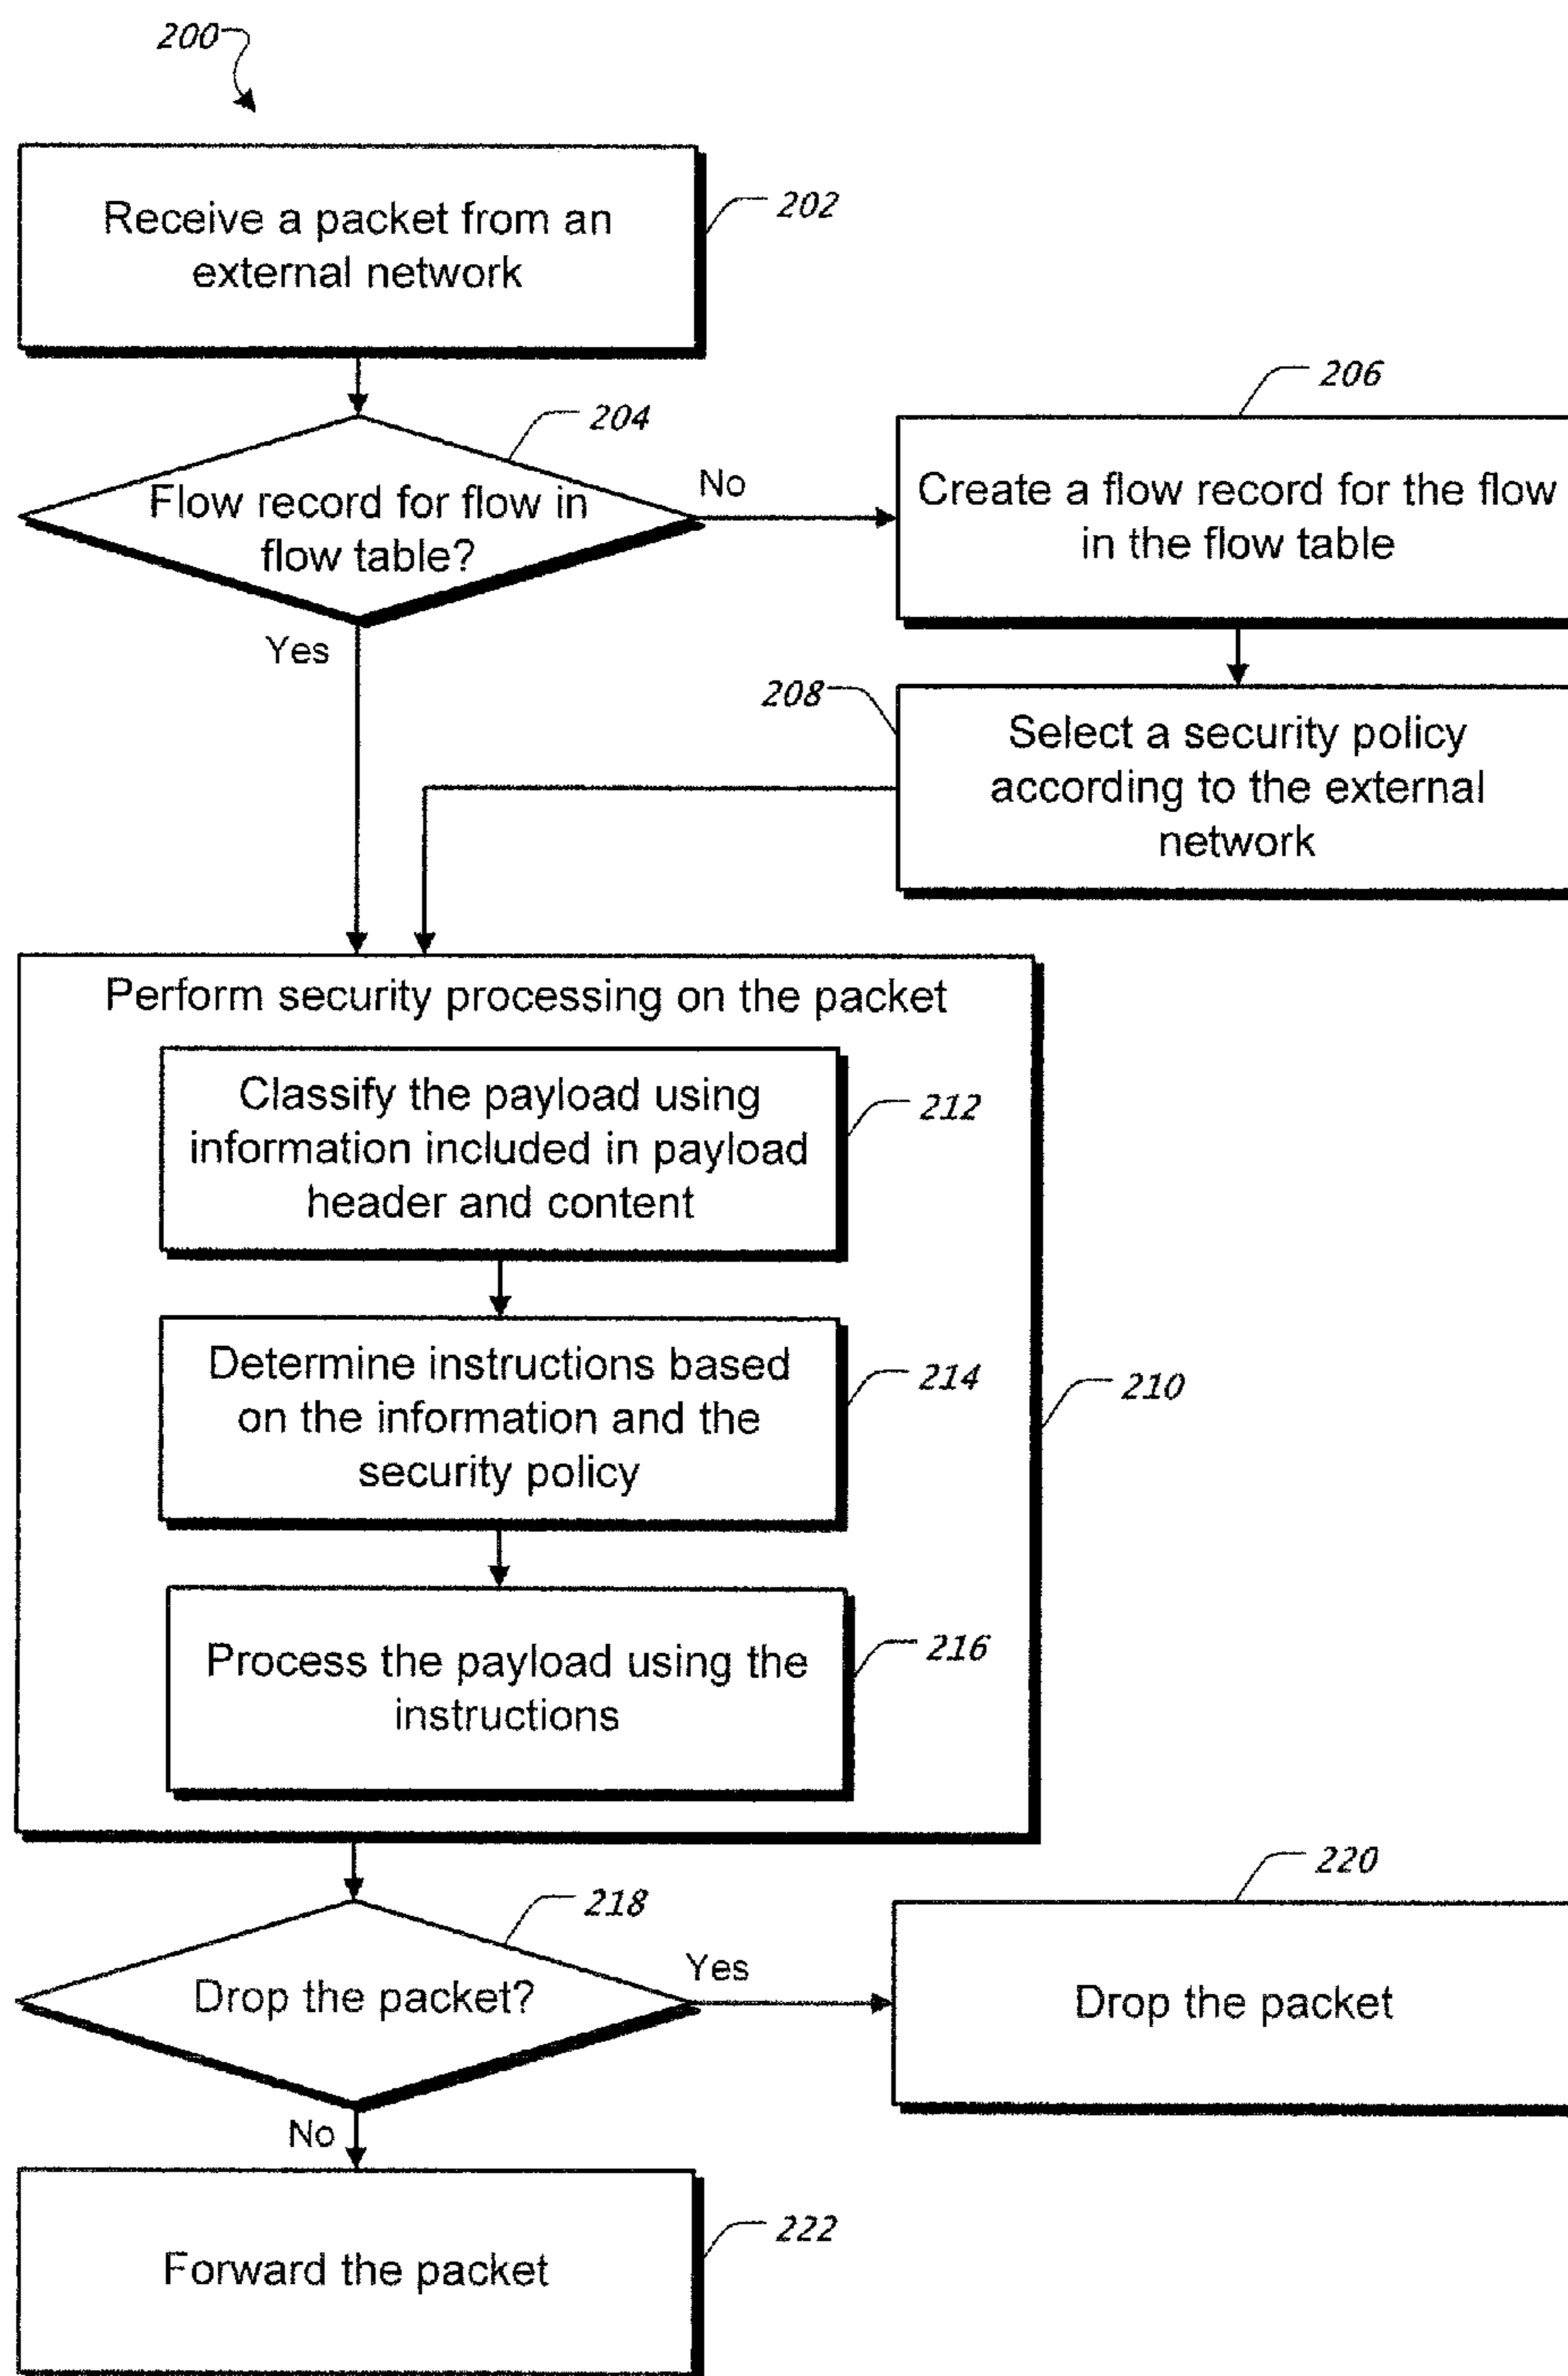 200
Receive a packet from an
external network
202
204
Flow record for flow in
flow table?
No
Yes
206
Create a flow record for the flow
in the flow table
208
Select a security policy
according to the external
network
Perform security processing on the packet
Classify the payload using
information included in payload
header and content
212
Determine instructions based
on the information and the
security policy
214
210
Process the payload using the
instructions
216
218
Drop the packet?
Yes
220
Drop the packet
No
Forward the packet
222